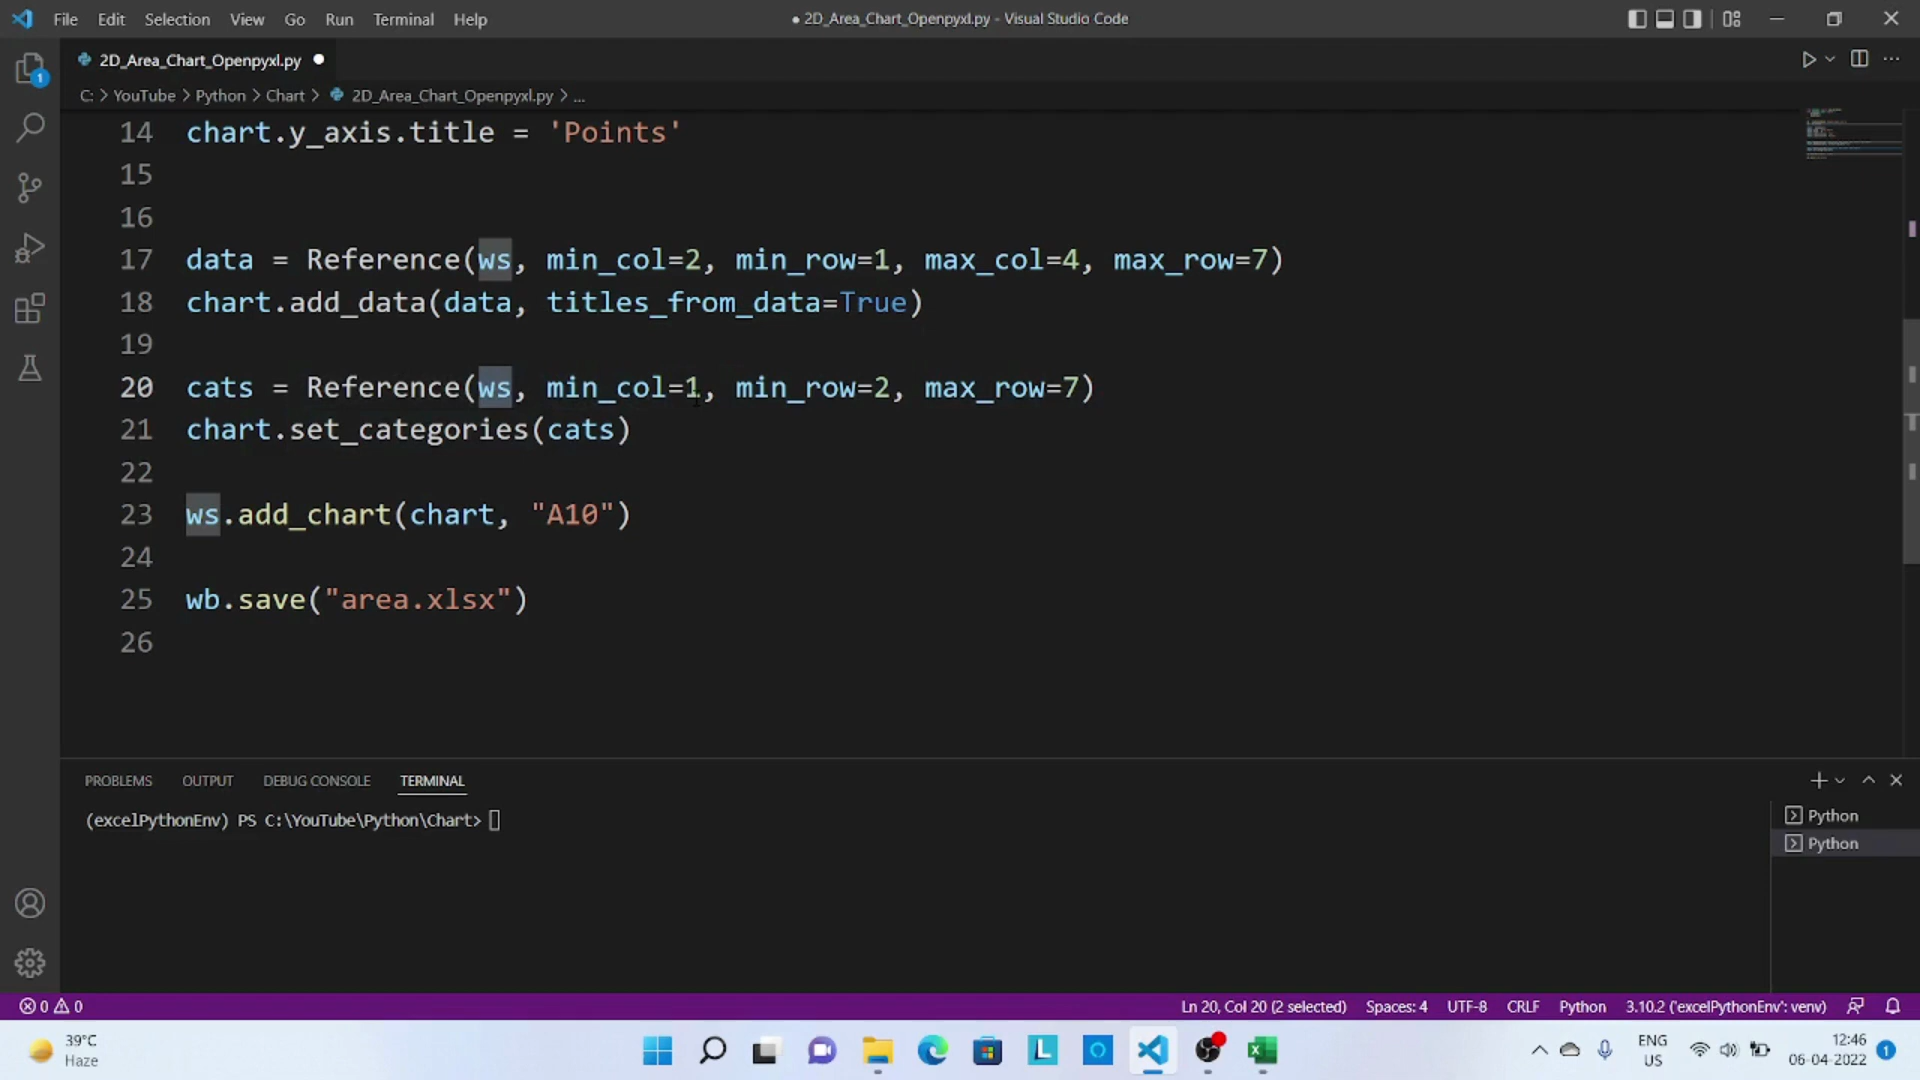 File Edit Selection View Go Run Terminal Help
● 2D_Area_Chart_Openpyxl.py - Visual Studio Code
2D_Area_Chart_Openpyxl.py ●
C: > YouTube > Python > Chart > 2D_Area_Chart_Openpyxl.py > ...
14 chart.y_axis.title = 'Points'
15
16
17 data = Reference(ws, min_col=2, min_row=1, max_col=4, max_row=7)
18 chart.add_data(data, titles_from_data=True)
19
20 cats = Reference(ws, min_col=1, min_row=2, max_row=7)
21 chart.set_categories(cats)
22
23 ws.add_chart(chart, "A10")
24
25 wb.save("area.xlsx")
26
1
PROBLEMS OUTPUT DEBUG CONSOLE TERMINAL
(excelPythonEnv) PS C:\YouTube\Python\Chart>
Python
Python
0 0
Ln 20, Col 20 (2 selected) Spaces: 4 UTF-8 CRLF Python 3.10.2 ('excelPythonEnv': venv)
39°C
Haze
ENG
US
12:46
06-04-2022
1